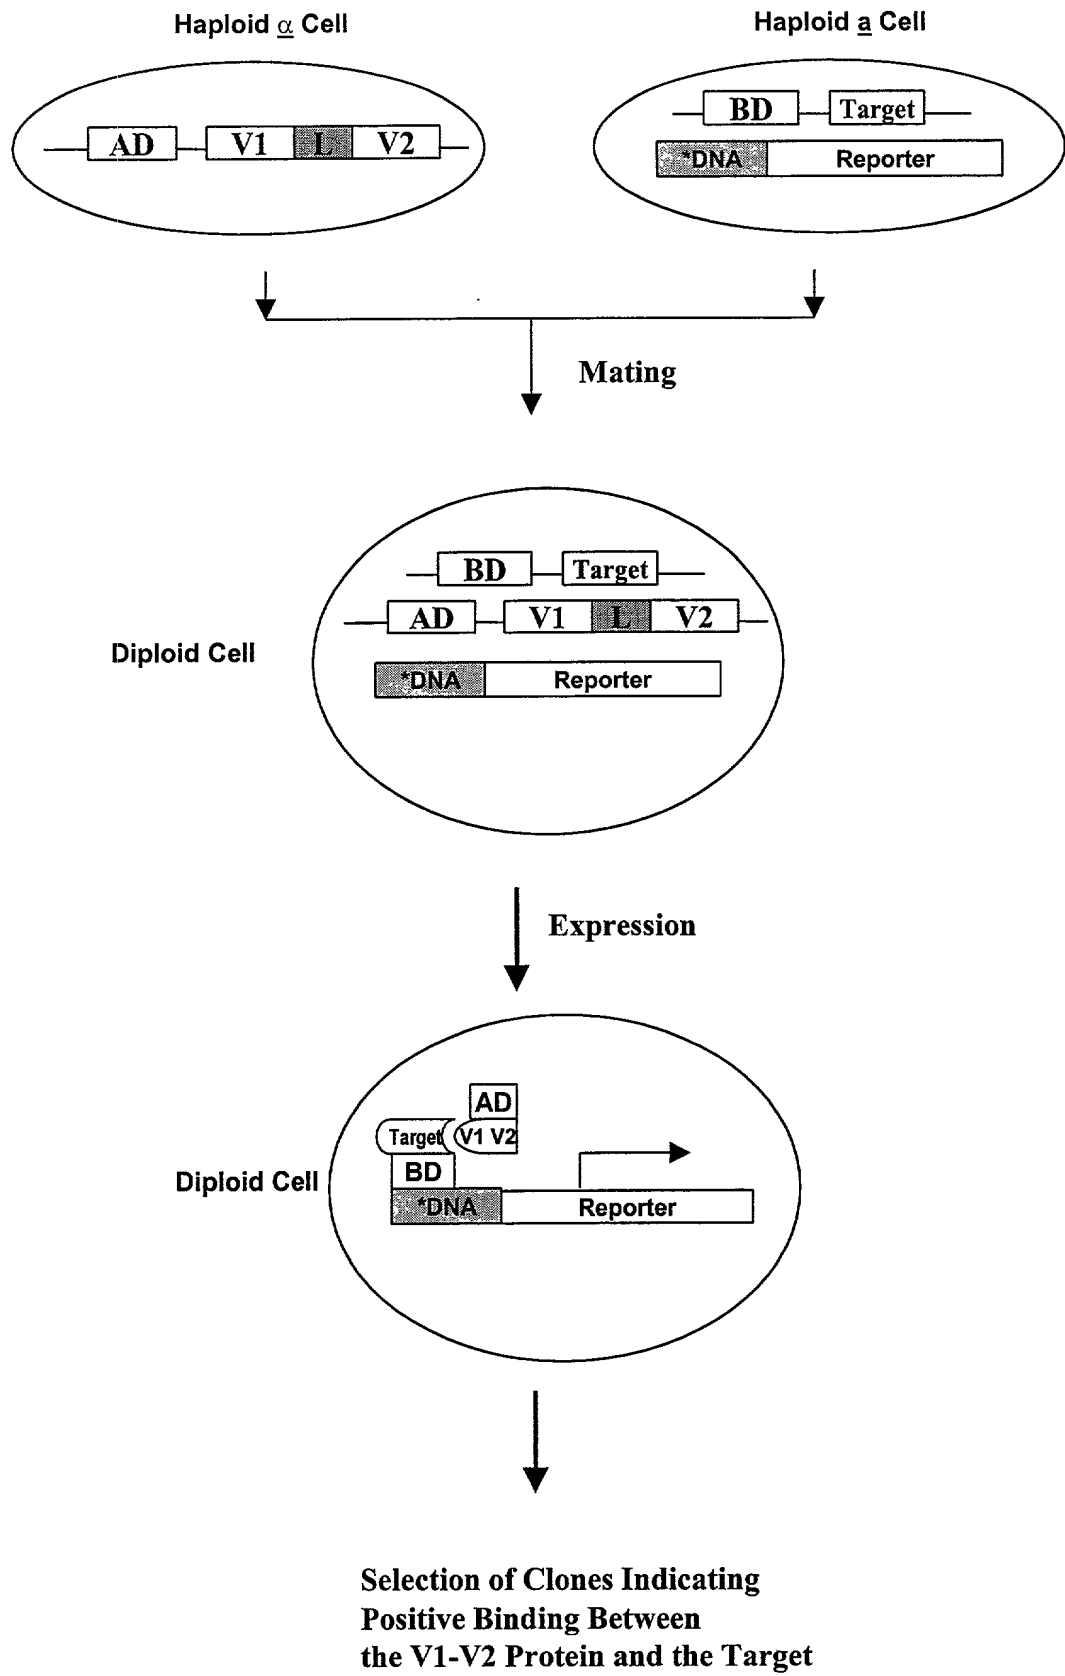 Haploid α Cell
Haploid a Cell
AD V1 L V2
BD Target
*DNA Reporter
Mating
BD Target
AD V1 L V2
Diploid Cell
*DNA Reporter
Expression
AD
Target V1 V2
BD
Diploid Cell
*DNA Reporter
Selection of Clones Indicating
Positive Binding Between
the V1-V2 Protein and the Target